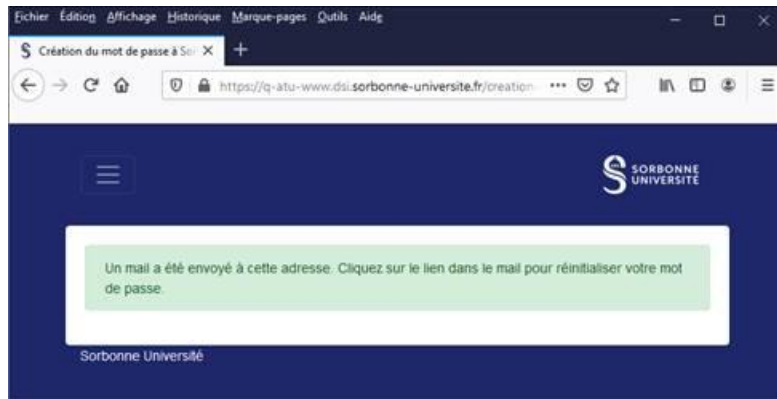 Fichier Édition Affichage Historique Marque-pages Outils Aide
Création du mot de passe à Sor
https://q-atu-www.dsi.sorbonne-universite.fr/creation
SORBONNE
UNIVERSITÉ
Un mail a été envoyé à cette adresse. Cliquez sur le lien dans le mail pour réinitialiser votre mot
de passe.
Sorbonne Université